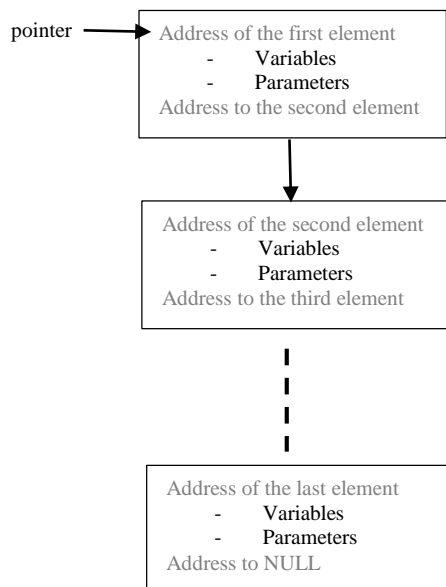 pointer
Address of the first element
- Variables
- Parameters
Address to the second element
Address of the second element
- Variables
- Parameters
Address to the third element
Address of the last element
- Variables
- Parameters
Address to NULL